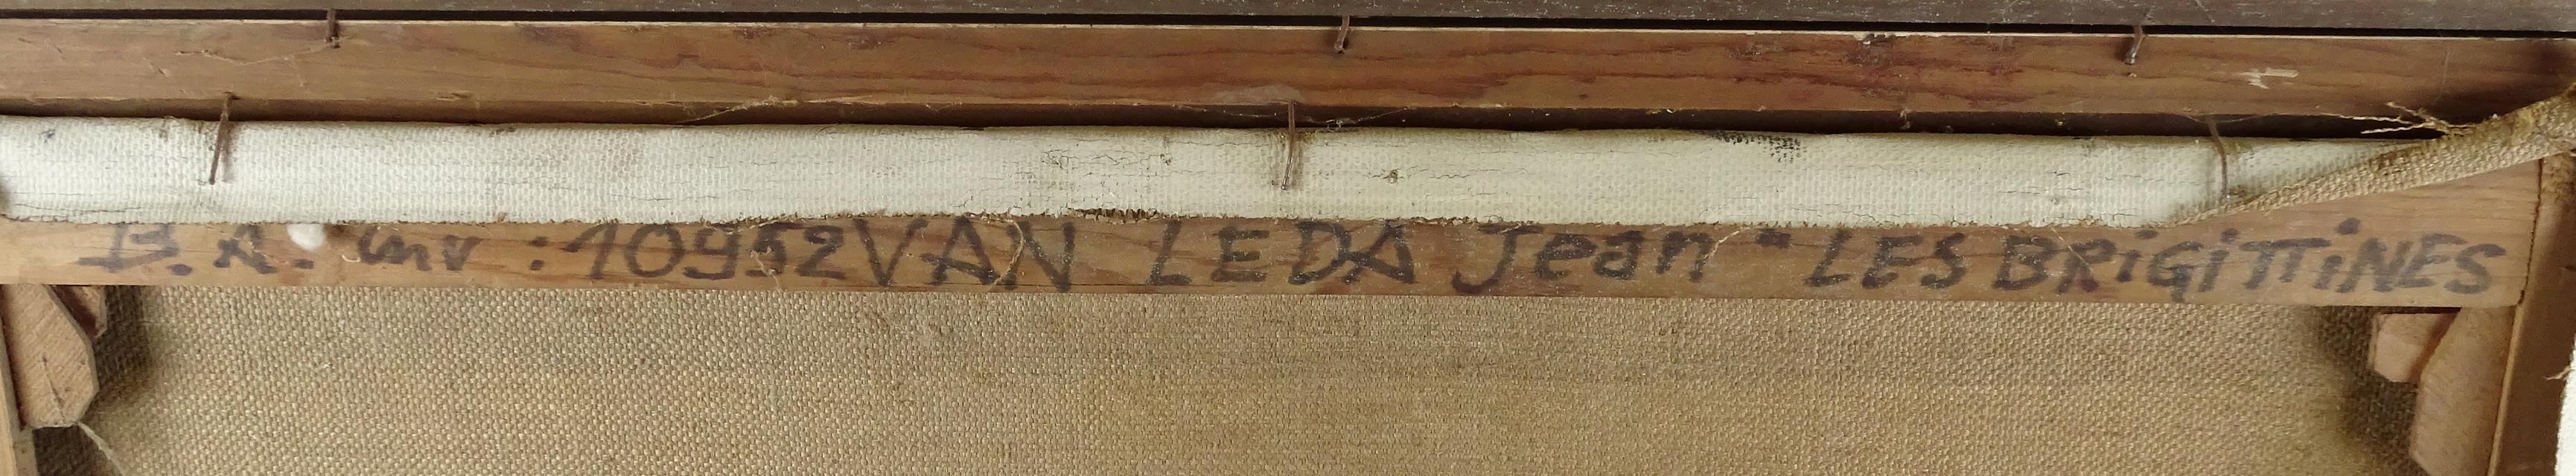 B.A. inv : 10952 VAN LEDA Jean " LES BRiGiTTiNES